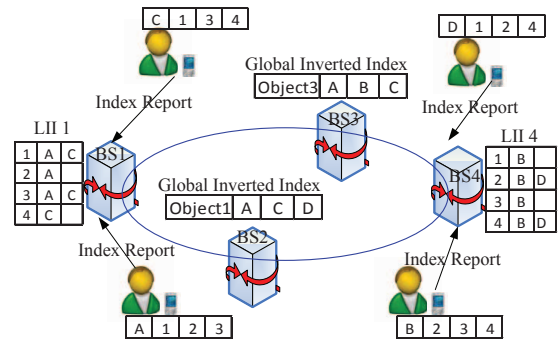 C 1 3 4
D 1 2 4
Global Inverted Index
Object3 A B C
Index Report
Index Report
LII 1
1 A C
2 A
3 A C
4 C
BS1
BS3
LII 4
1 B
2 B D
3 B
4 B D
BS4
Global Inverted Index
Object1 A C D
BS2
Index Report
Index Report
A 1 2 3
B 2 3 4